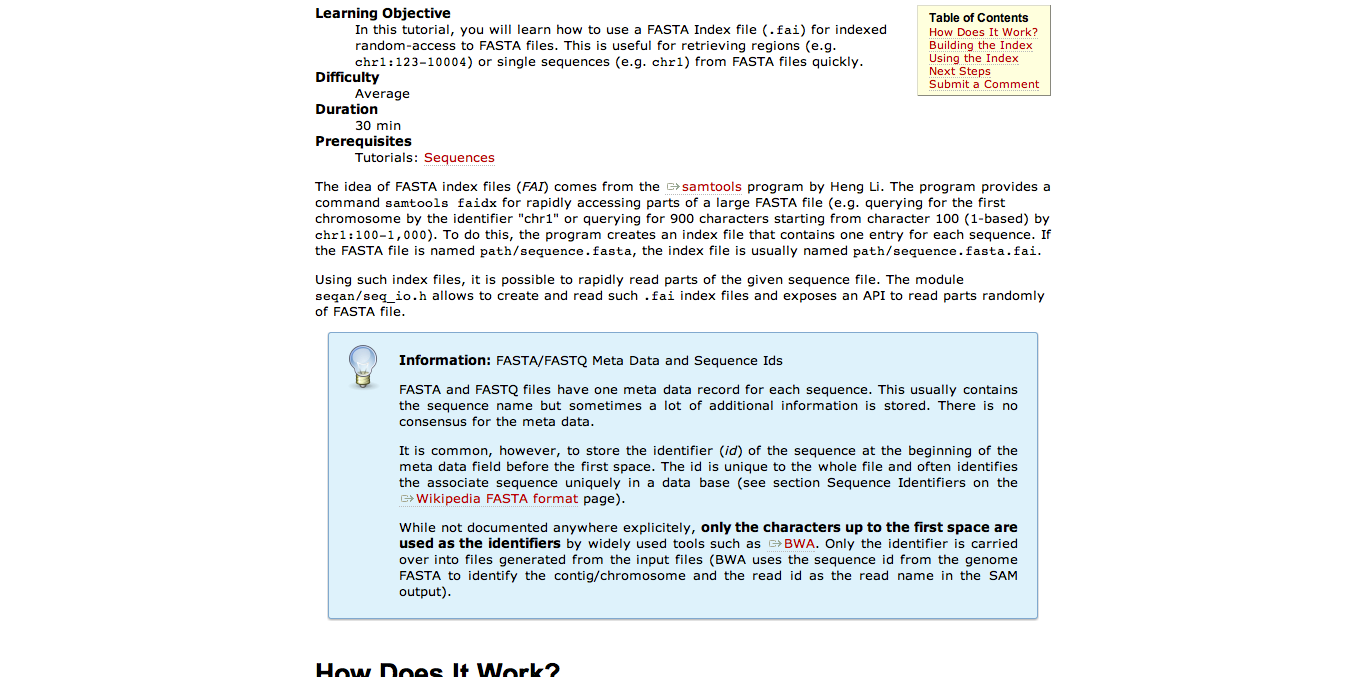 Learning Objective
In this tutorial, you will learn how to use a FASTA Index file (.fai) for indexed
random-access to FASTA files. This is useful for retrieving regions (e.g.
chr1:123-10004) or single sequences (e.g. chr1) from FASTA files quickly.
Difficulty
Average
Duration
30 min
Prerequisites
Tutorials: Sequences
Table of Contents
How Does It Work?
Building the Index
Using the Index
Next Steps
Submit a Comment
The idea of FASTA index files (FAI) comes from the samtools program by Heng Li. The program provides a
command samtools faidx for rapidly accessing parts of a large FASTA file (e.g. querying for the first
chromosome by the identifier "chr1" or querying for 900 characters starting from character 100 (1-based) by
chr1:100-1,000). To do this, the program creates an index file that contains one entry for each sequence. If
the FASTA file is named path/sequence.fasta, the index file is usually named path/sequence.fasta.fai.
Using such index files, it is possible to rapidly read parts of the given sequence file. The module
seqan/seq_io.h allows to create and read such .fai index files and exposes an API to read parts randomly
of FASTA file.
Information: FASTA/FASTQ Meta Data and Sequence Ids
FASTA and FASTQ files have one meta data record for each sequence. This usually contains
the sequence name but sometimes a lot of additional information is stored. There is no
consensus for the meta data.
It is common, however, to store the identifier (id) of the sequence at the beginning of the
meta data field before the first space. The id is unique to the whole file and often identifies
the associate sequence uniquely in a data base (see section Sequence Identifiers on the
Wikipedia FASTA format page).
While not documented anywhere explicitely, only the characters up to the first space are
used as the identifiers by widely used tools such as BWA. Only the identifier is carried
over into files generated from the input files (BWA uses the sequence id from the genome
FASTA to identify the contig/chromosome and the read id as the read name in the SAM
output).
How Does It Work?